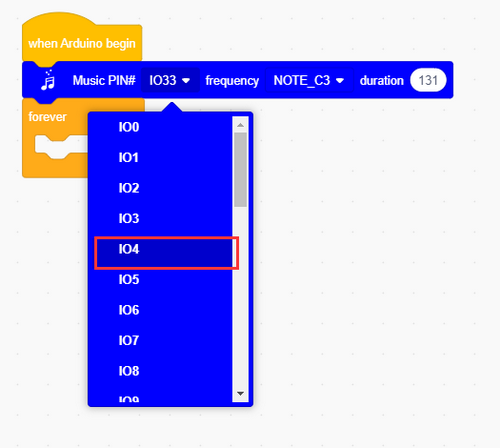 when Arduino begin
Music PIN# IO33 frequency NOTE_C3 duration 131
forever
IO0
IO1
IO2
IO3
IO4
IO5
IO6
IO7
IO8
IO9